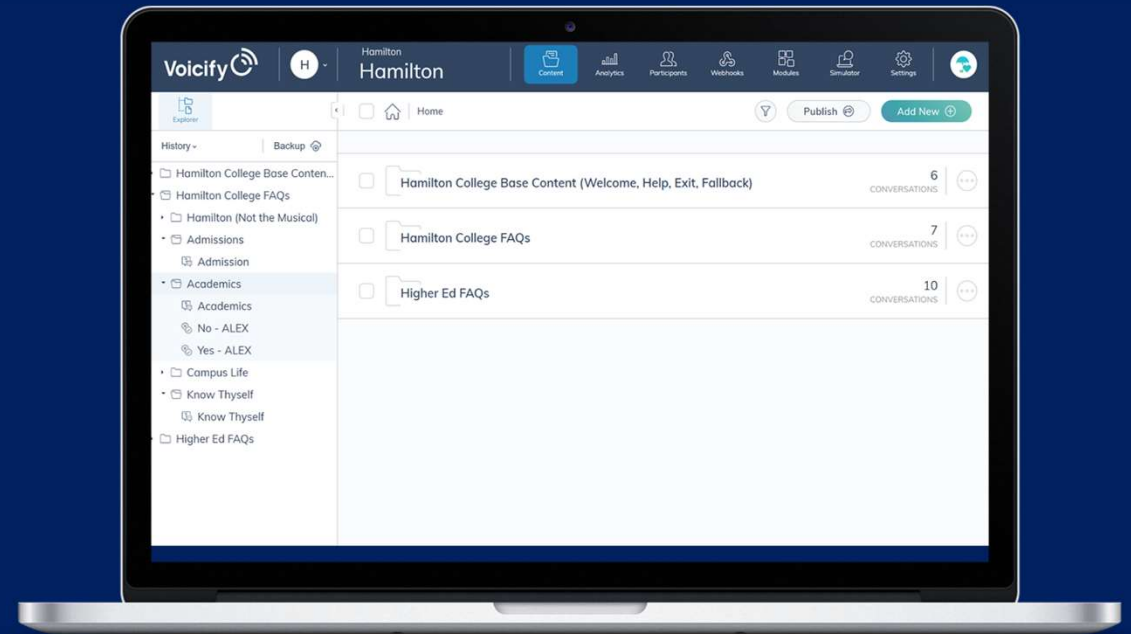 Voicify
H
Hamilton
Hamilton
Content
Analytics
Participants
Webhooks
Modules
Simulator
Settings
Explorer
Home
Publish
Add New
History
Backup
Hamilton College Base Conten...
Hamilton College FAQs
Hamilton (Not the Musical)
Admissions
Admission
Academics
Academics
No - ALEX
Yes - ALEX
Campus Life
Know Thyself
Know Thyself
Higher Ed FAQs
Hamilton College Base Content (Welcome, Help, Exit, Fallback)
6
CONVERSATIONS
Hamilton College FAQs
7
CONVERSATIONS
Higher Ed FAQs
10
CONVERSATIONS